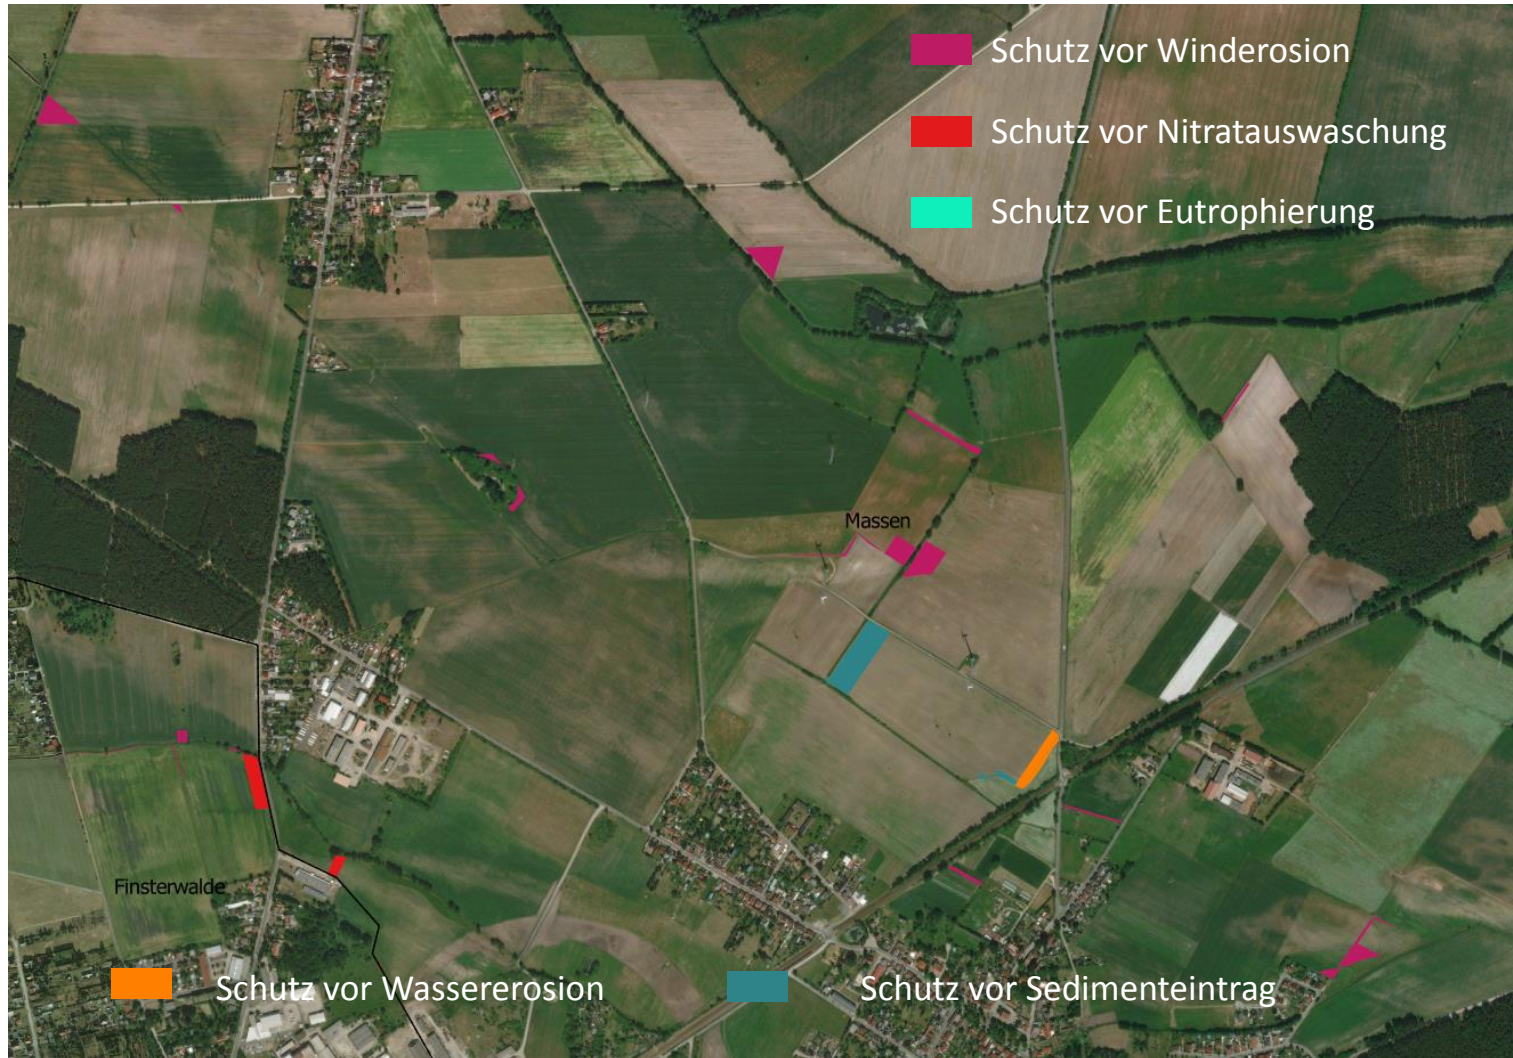 Schutz vor Winderosion
Schutz vor Nitratauswaschung
Schutz vor Eutrophierung
Massen
Finsterwalde
Schutz vor Wassererosion
Schutz vor Sedimenteintrag